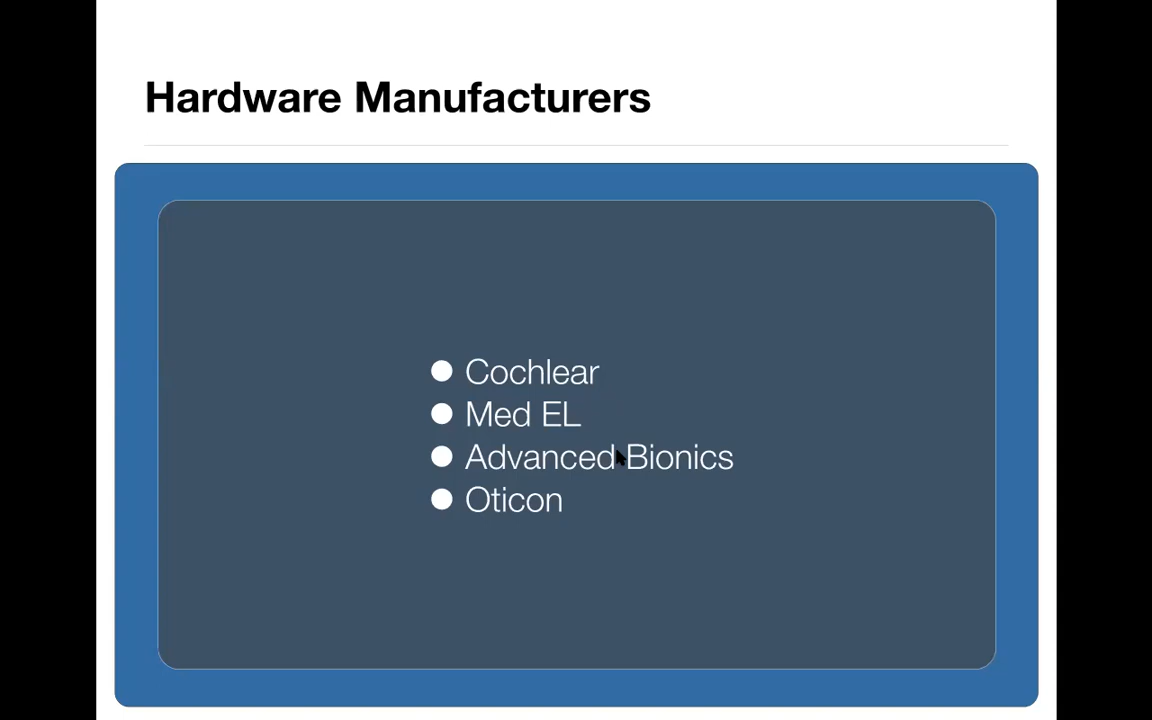 Hardware Manufacturers
● Cochlear
● Med EL
● Advanced Bionics
● Oticon